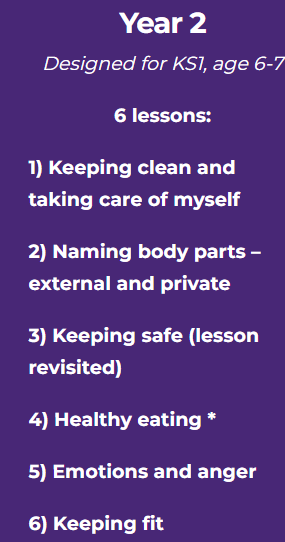 Year 2
Designed for KS1, age 6-7
6 lessons:
1) Keeping clean and
taking care of myself
2) Naming body parts –
external and private
3) Keeping safe (lesson
revisited)
4) Healthy eating *
5) Emotions and anger
6) Keeping fit